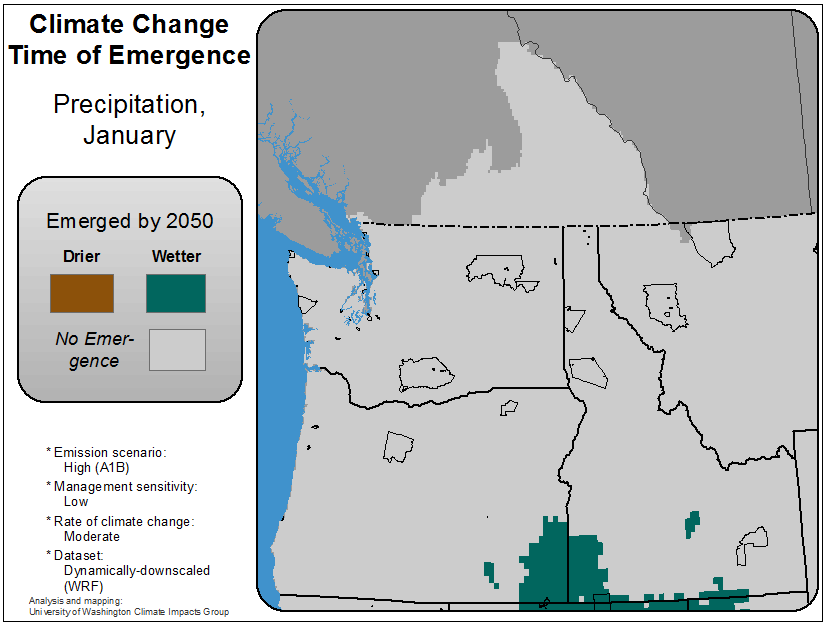 Climate Change
Time of Emergence
Precipitation,
January
Emerged by 2050
Drier Wetter
No Emer-
gence
* Emission scenario:
High (A1B)
* Management sensitivity:
Low
* Rate of climate change:
Moderate
* Dataset:
Dynamically-downscaled
(WRF)
Analysis and mapping:
University of Washington Climate Impacts Group